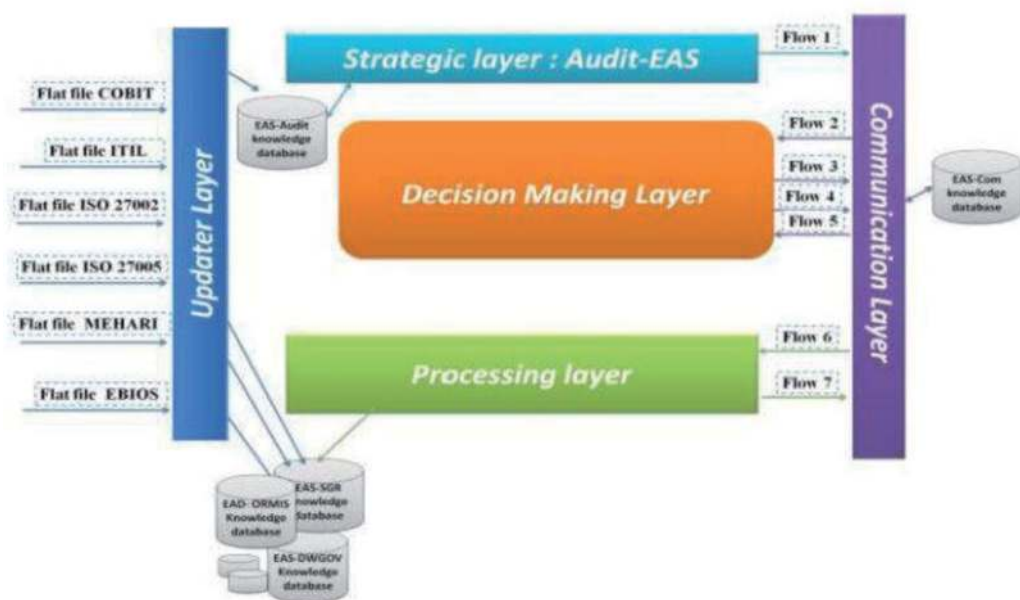 Strategic layer : Audit-EAS
Flow 1
Flat file COBIT
EAS-Audit
knowledge
database
Flow 2
Flat file ITIL
Flow 3
Decision Making Layer
Flow 4
Flat file ISO 27002
Flow 5
EAS-Com
knowledge
database
Updater Layer
Communication Layer
Flat file ISO 27005
Flat file MEHARI
Flow 6
Processing layer
Flow 7
Flat file EBIOS
EAS-SGR
knowledge
database
EAD- ORMIS
Knowledge
database
EAS-DWGOV
Knowledge
database